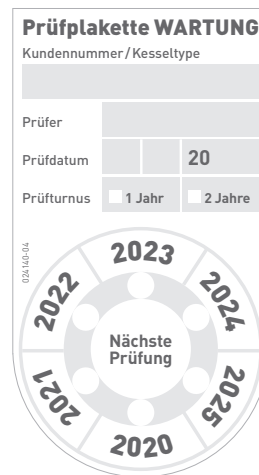 Prüfplakette WARTUNG
Kundennummer/Kesseltype
Prüfer
Prüfdatum 20
Prüfturnus 1 Jahr 2 Jahre
024140-04
2023
2022
2024
Nächste
Prüfung
2021
2025
2020